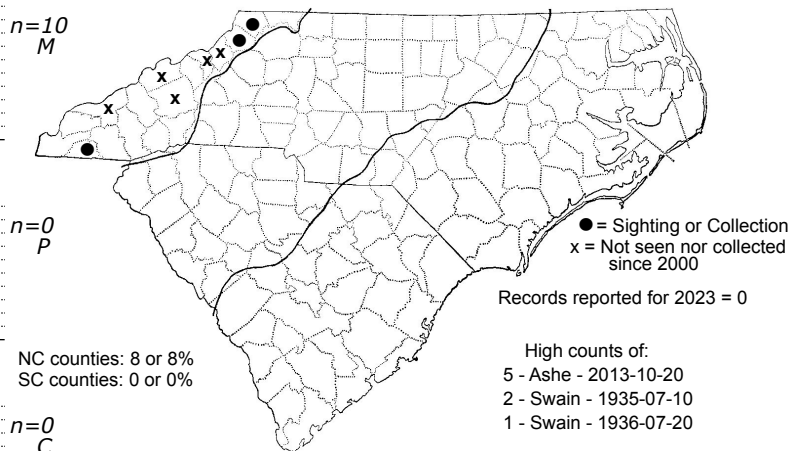 n=10
M
n=0
P
n=0
C
● = Sighting or Collection
x = Not seen nor collected
since 2000
Records reported for 2023 = 0
NC counties: 8 or 8%
SC counties: 0 or 0%
High counts of:
5 - Ashe - 2013-10-20
2 - Swain - 1935-07-10
1 - Swain - 1936-07-20
x
x
x
x
x